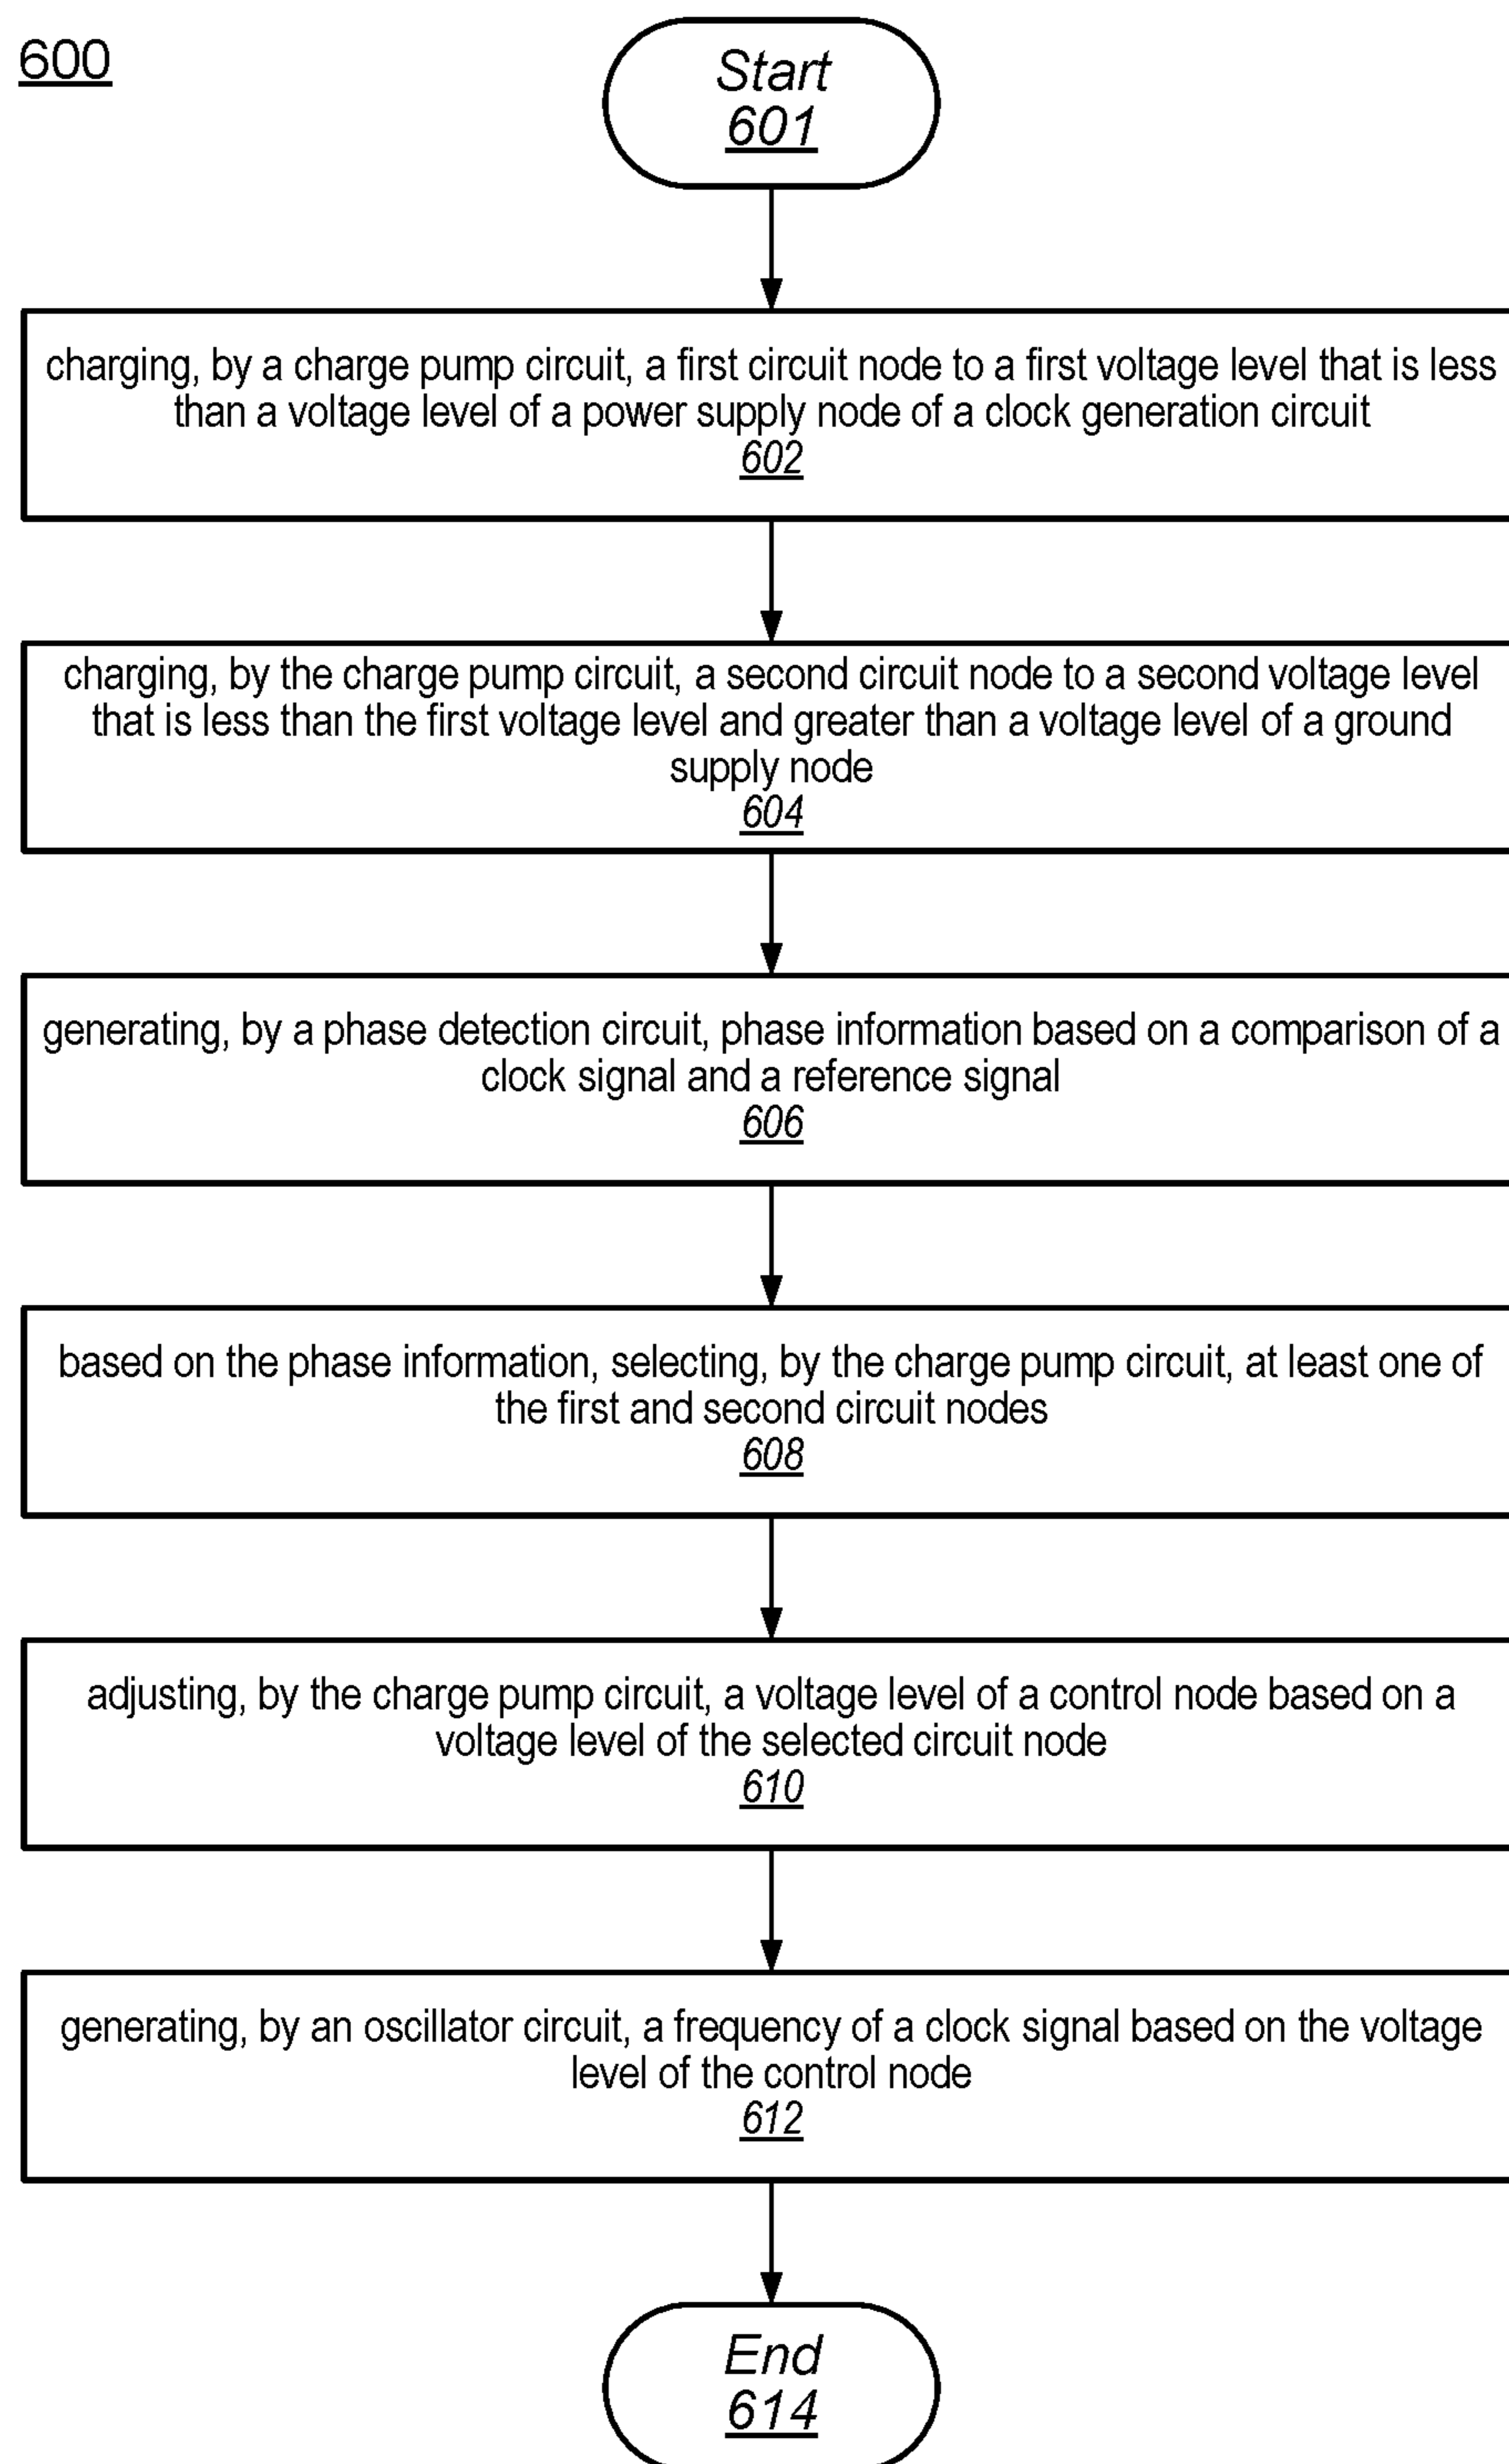 600
Start
601
charging, by a charge pump circuit, a first circuit node to a first voltage level that is less
than a voltage level of a power supply node of a clock generation circuit
602
charging, by the charge pump circuit, a second circuit node to a second voltage level
that is less than the first voltage level and greater than a voltage level of a ground
supply node
604
generating, by a phase detection circuit, phase information based on a comparison of a
clock signal and a reference signal
606
based on the phase information, selecting, by the charge pump circuit, at least one of
the first and second circuit nodes
608
adjusting, by the charge pump circuit, a voltage level of a control node based on a
voltage level of the selected circuit node
610
generating, by an oscillator circuit, a frequency of a clock signal based on the voltage
level of the control node
612
End
614